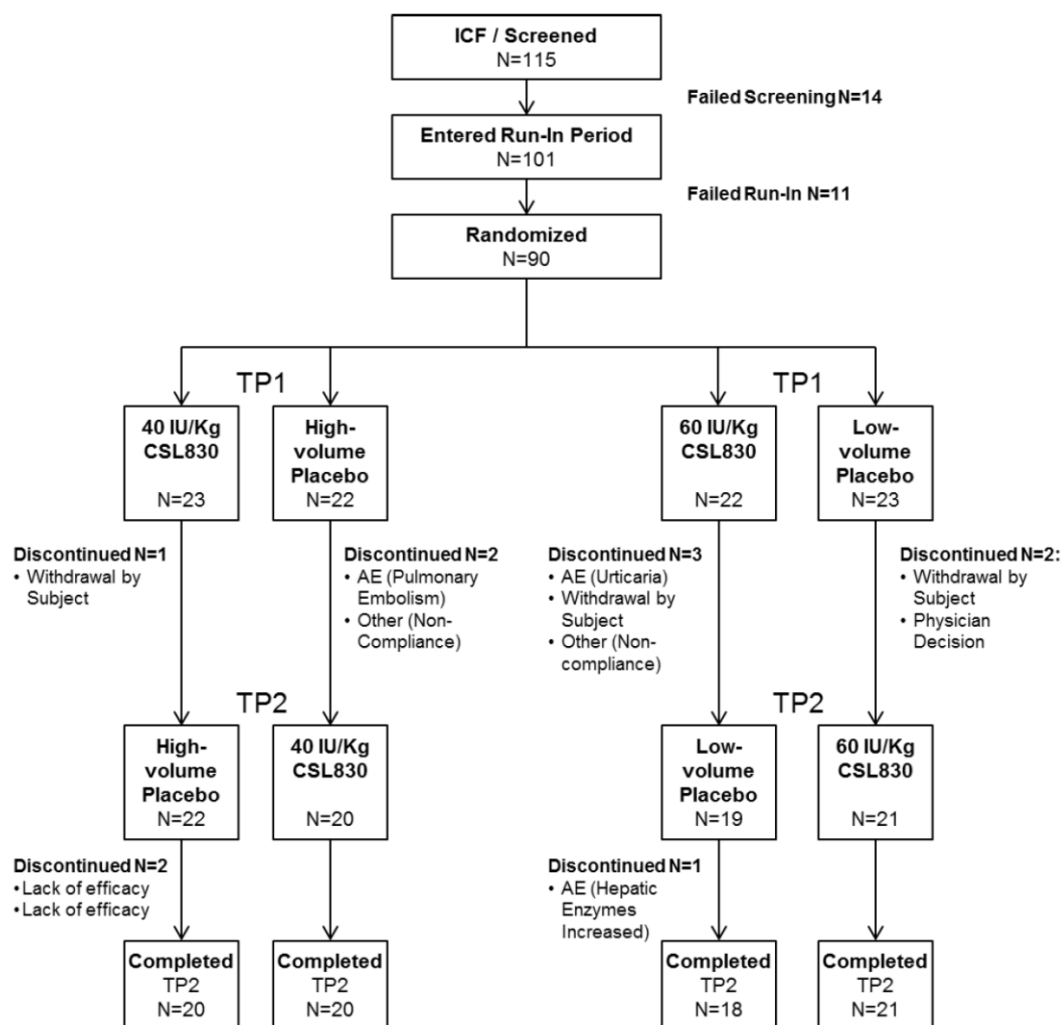 ICF / Screened
N=115
Failed Screening N=14
Entered Run-In Period
N=101
Failed Run-In N=11
Randomized
N=90
TP1
TP1
40 IU/Kg
CSL830
N=23
High-
volume
Placebo
N=22
60 IU/Kg
CSL830
N=22
Low-
volume
Placebo
N=23
Discontinued N=1
• Withdrawal by
Subject
Discontinued N=2
• AE (Pulmonary
Embolism)
• Other (Non-
Compliance)
Discontinued N=3
• AE (Urticaria)
• Withdrawal by
Subject
• Other (Non-
compliance)
Discontinued N=2:
• Withdrawal by
Subject
• Physician
Decision
TP2
TP2
High-
volume
Placebo
N=22
40 IU/Kg
CSL830
N=20
Low-
volume
Placebo
N=19
60 IU/Kg
CSL830
N=21
Discontinued N=2
•Lack of efficacy
•Lack of efficacy
Discontinued N=1
• AE (Hepatic
Enzymes
Increased)
Completed
TP2
N=20
Completed
TP2
N=20
Completed
TP2
N=18
Completed
TP2
N=21